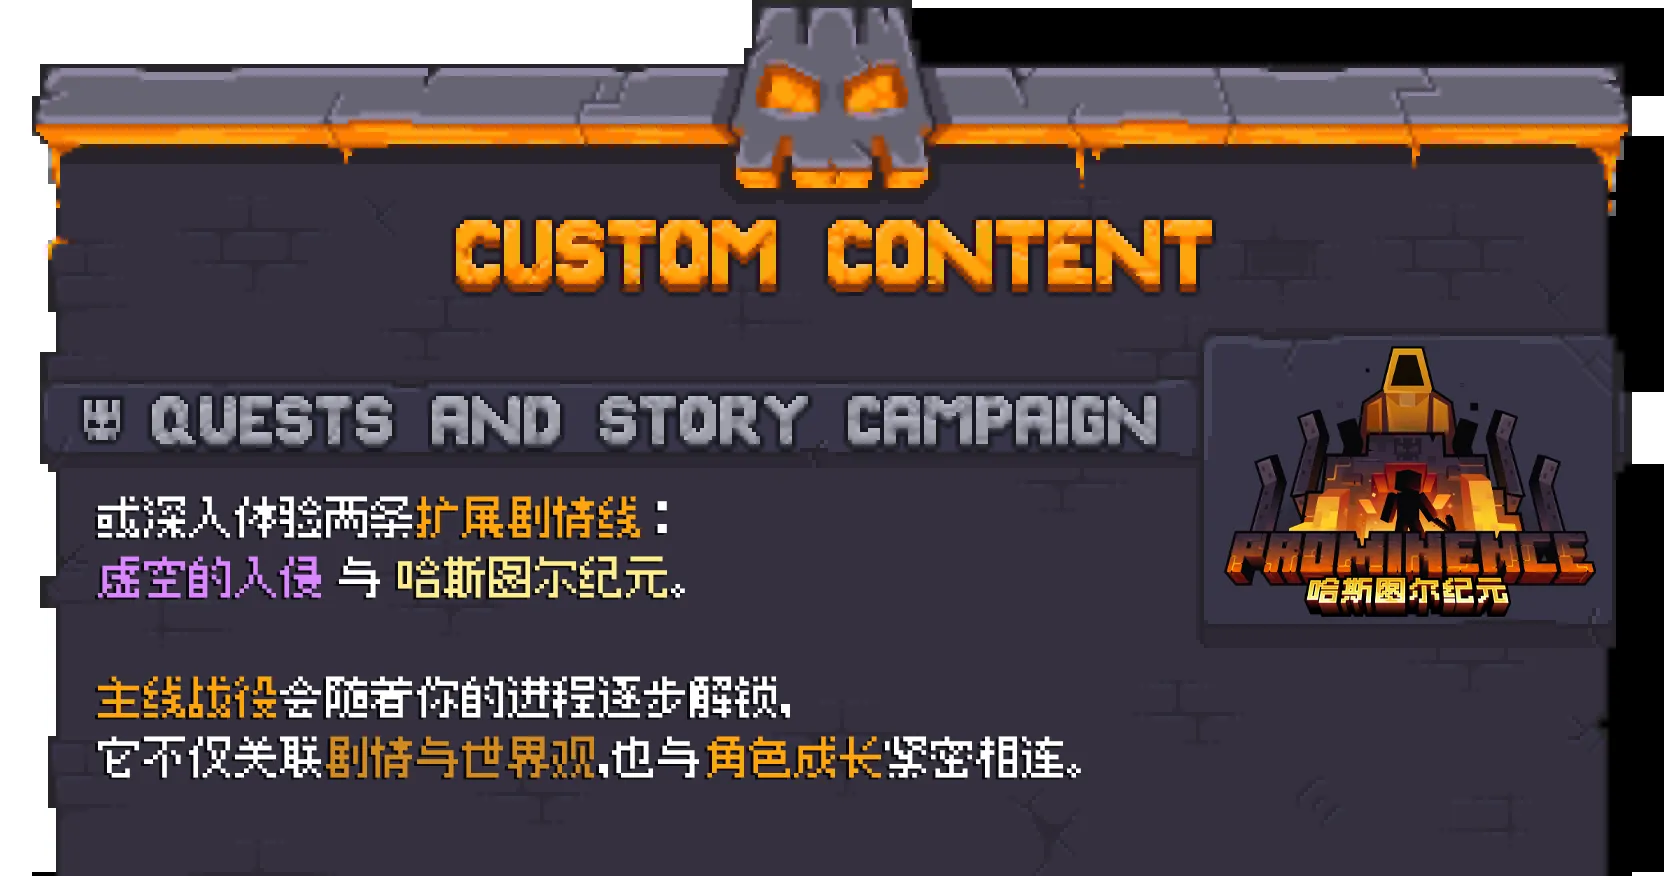 CUSTOM CONTENT
QUESTS AND STORY CAMPAIGN
或深入体验两条扩展剧情线：
虚空的入侵 与 哈斯图尔纪元。
PROMINENCE
哈斯图尔纪元
主线战役会随着你的进程逐步解锁,
它不仅关联剧情与世界观,也与角色成长紧密相连。